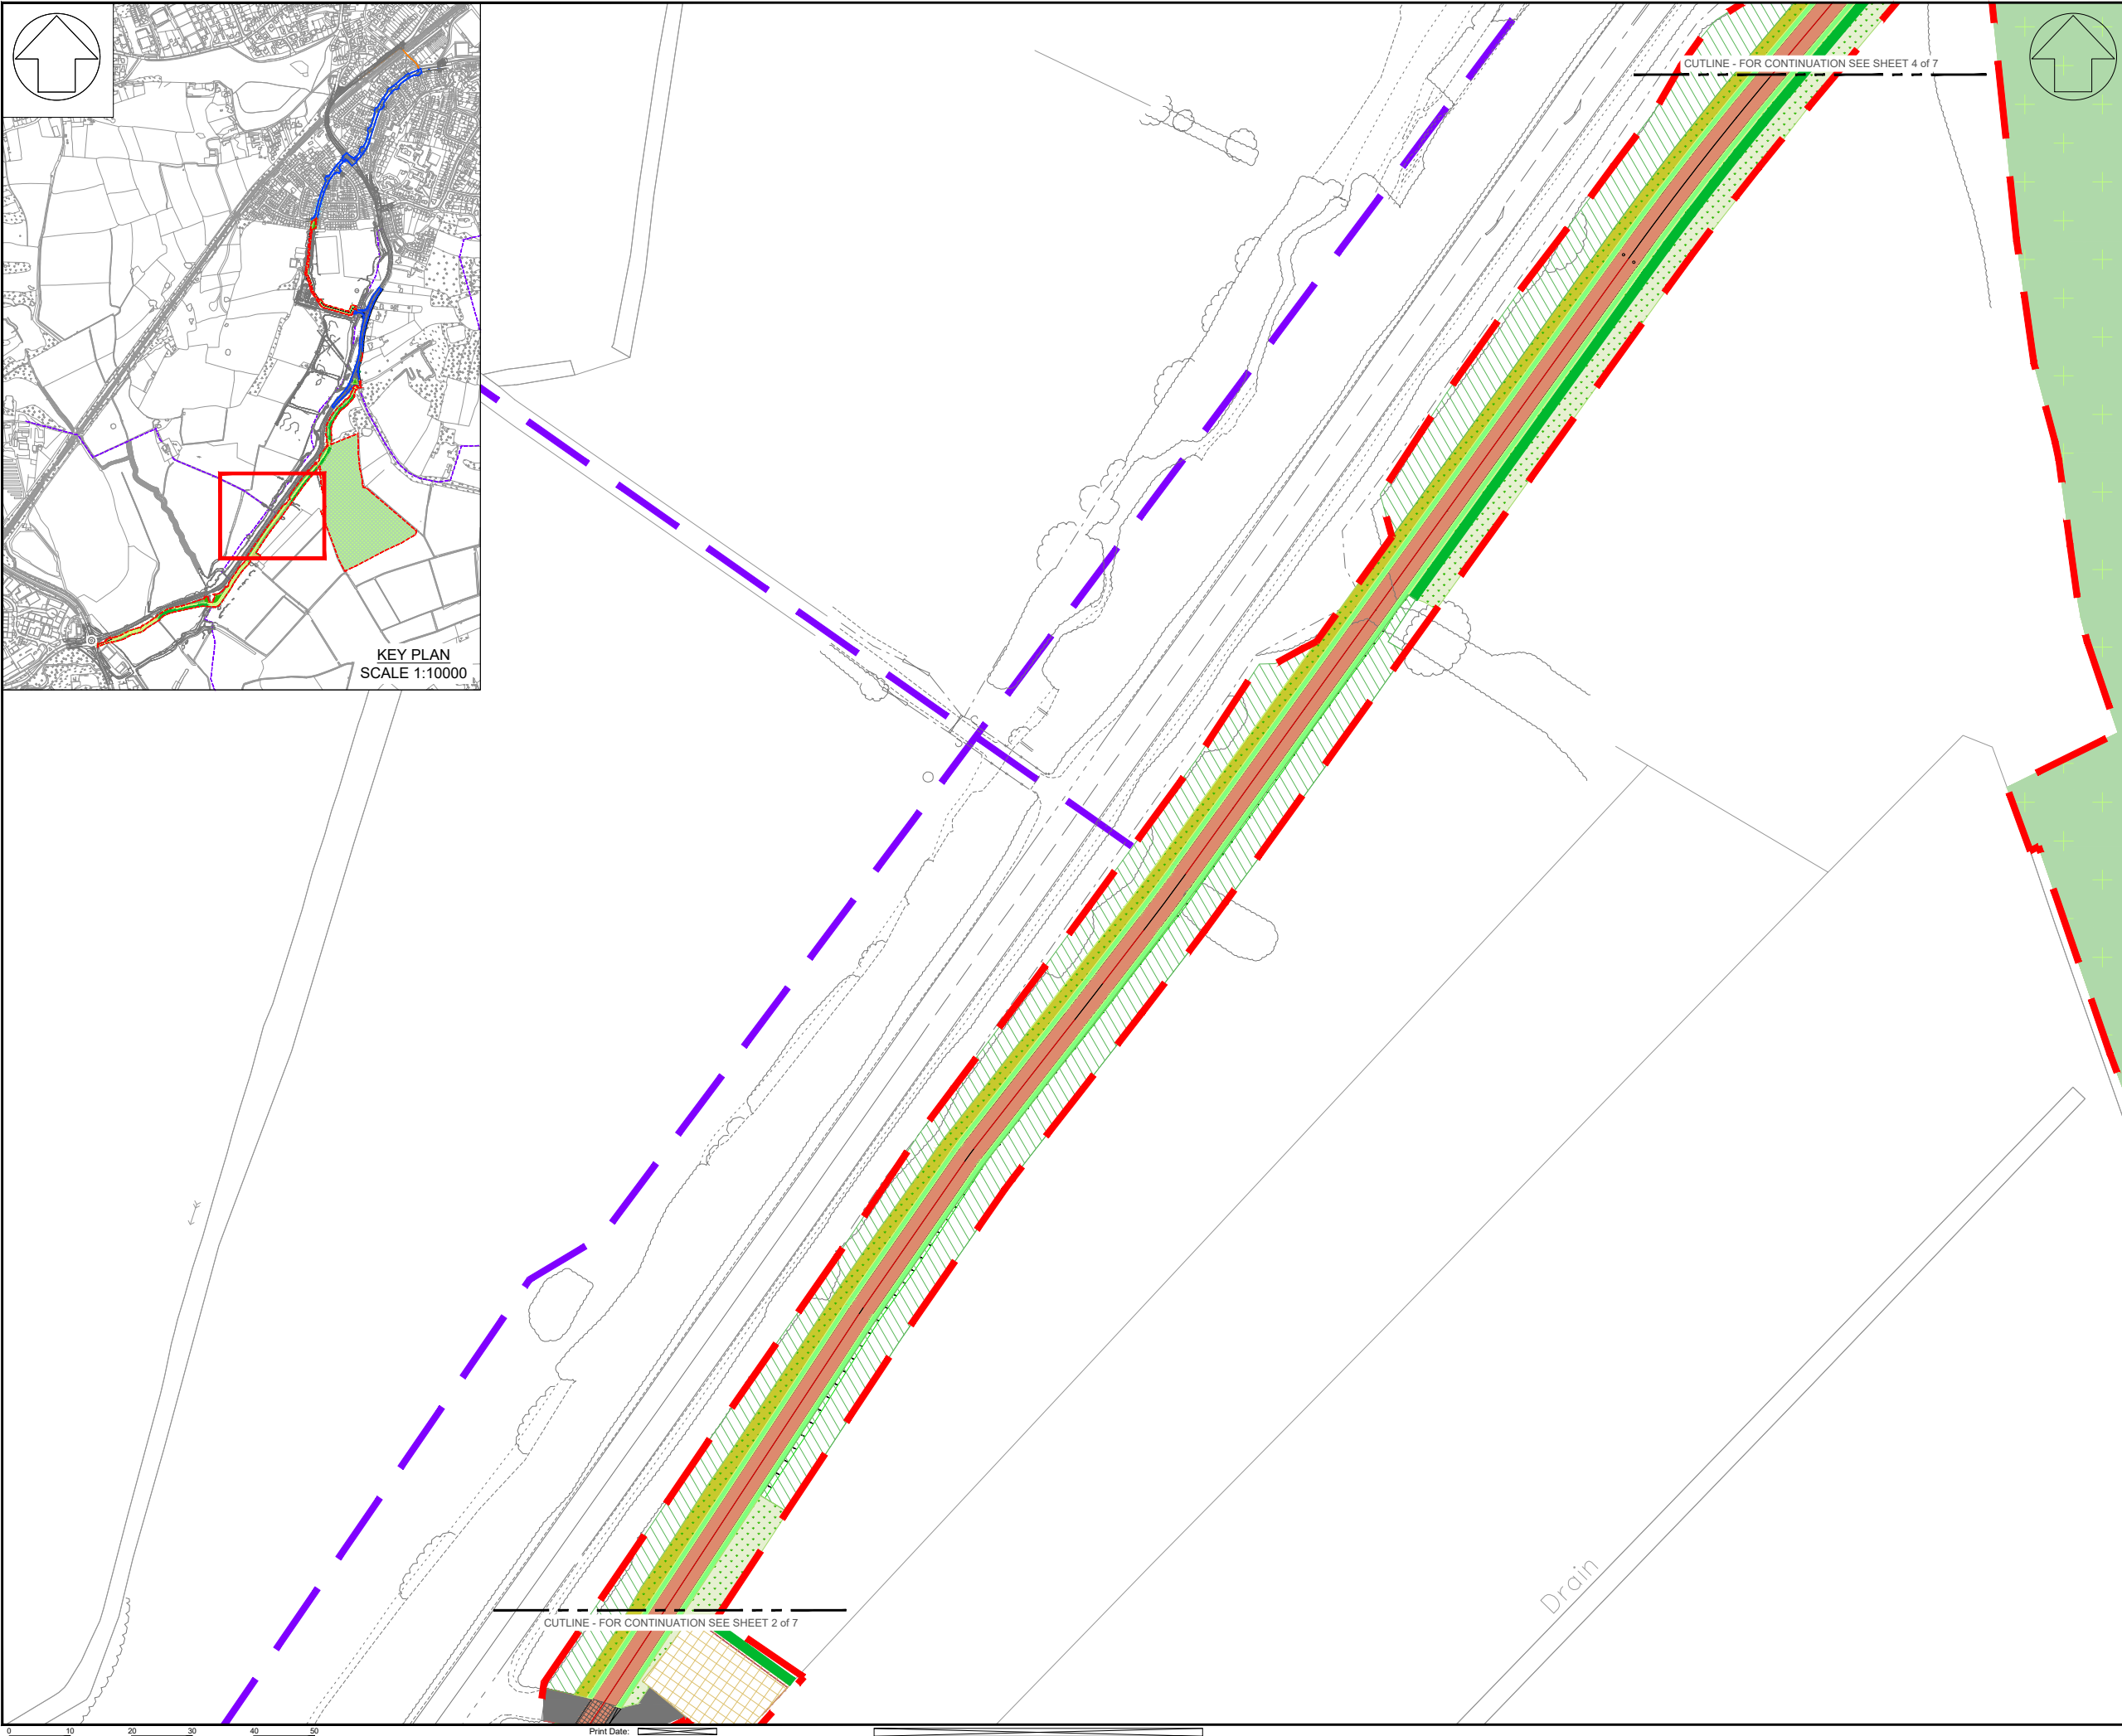 CUTLINE - FOR CONTINUATION SEE SHEET 4 of 7
KEY PLAN
SCALE 1:10000
Drain
CUTLINE - FOR CONTINUATION SEE SHEET 2 of 7
0 10 20 30 40 50
Print Date: